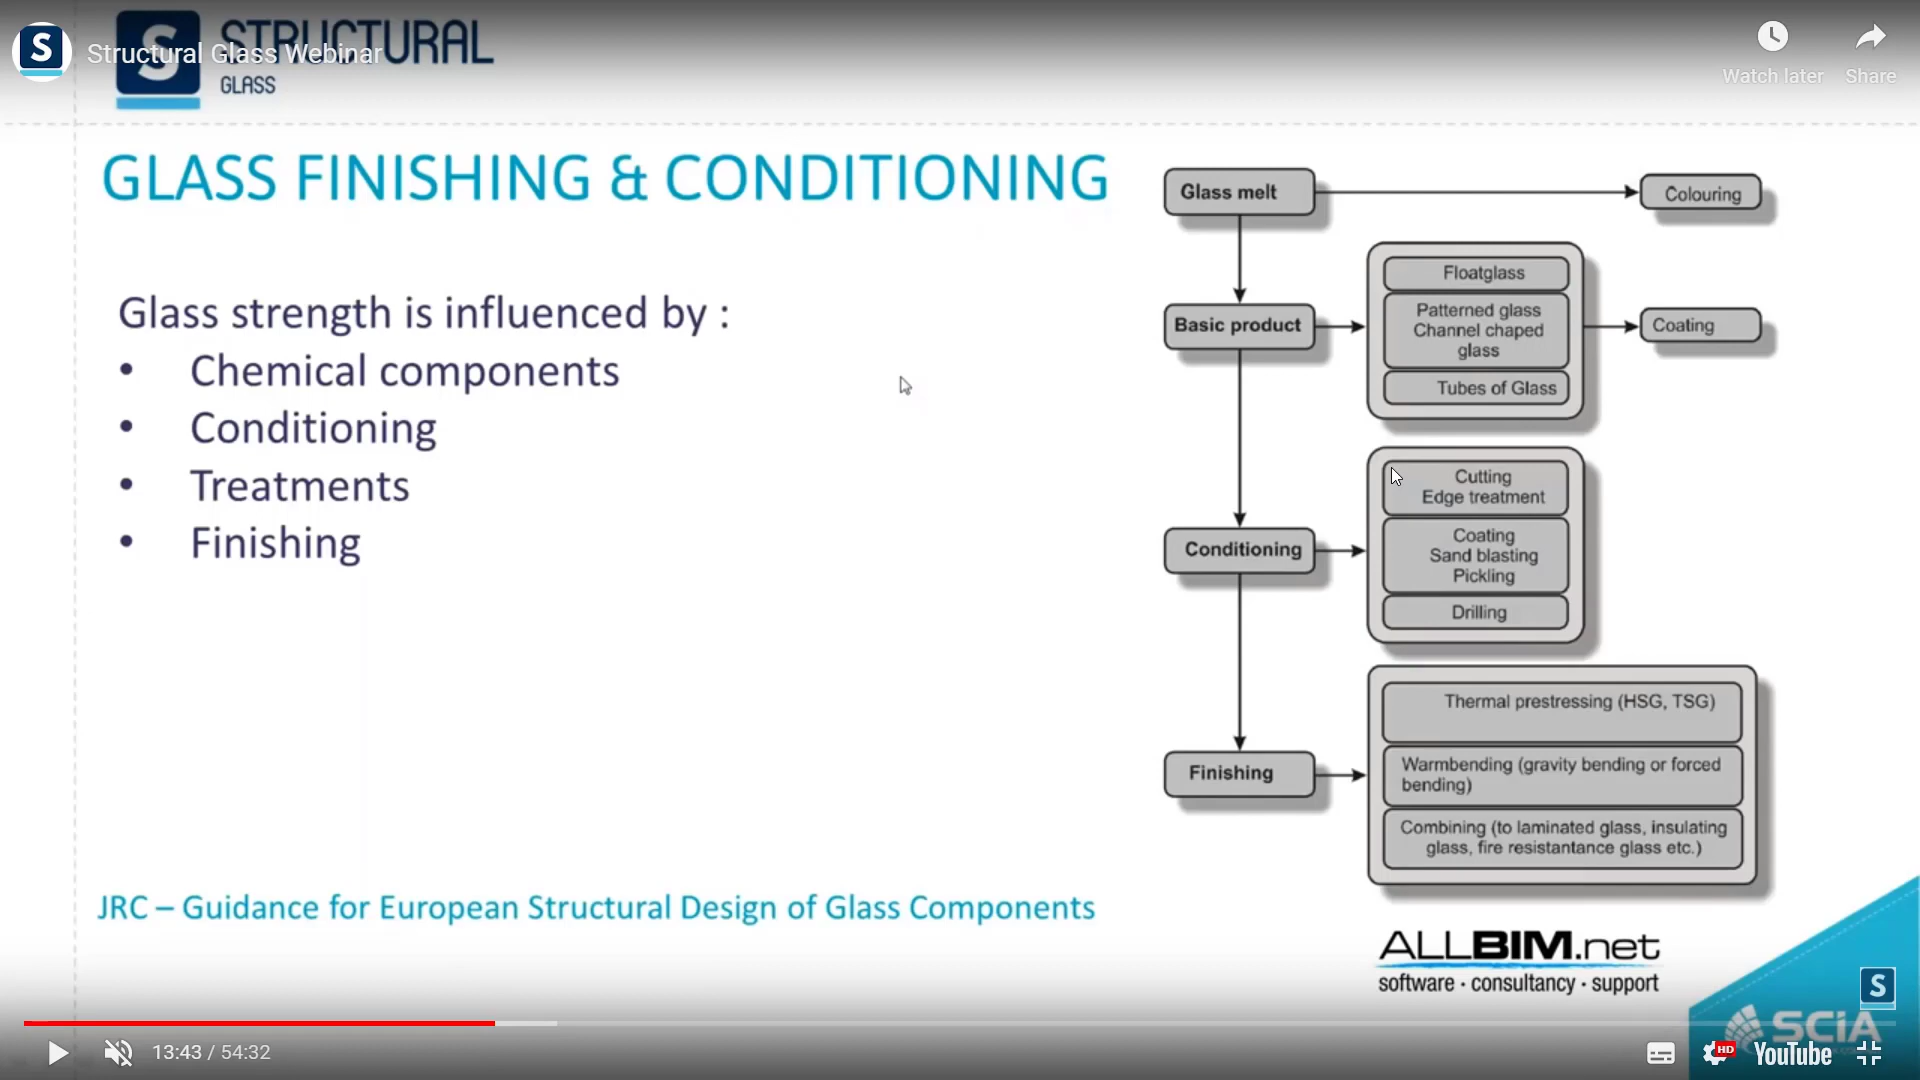 S
Structural Glass Webinar
Watch later
Share
S
STRUCTURAL
GLASS
GLASS FINISHING & CONDITIONING
Glass strength is influenced by :
• Chemical components
• Conditioning
• Treatments
• Finishing
JRC – Guidance for European Structural Design of Glass Components
Glass melt
Colouring
Basic product
Floatglass
Patterned glass
Channel chaped
glass
Tubes of Glass
Coating
Conditioning
Cutting
Edge treatment
Coating
Sand blasting
Pickling
Drilling
Finishing
Thermal prestressing (HSG, TSG)
Warmbending (gravity bending or forced
bending)
Combining (to laminated glass, insulating
glass, fire resistantance glass etc.)
ALLBIM.net
software · consultancy · support
S
SCiA
13:43 / 54:32
HD
YouTube